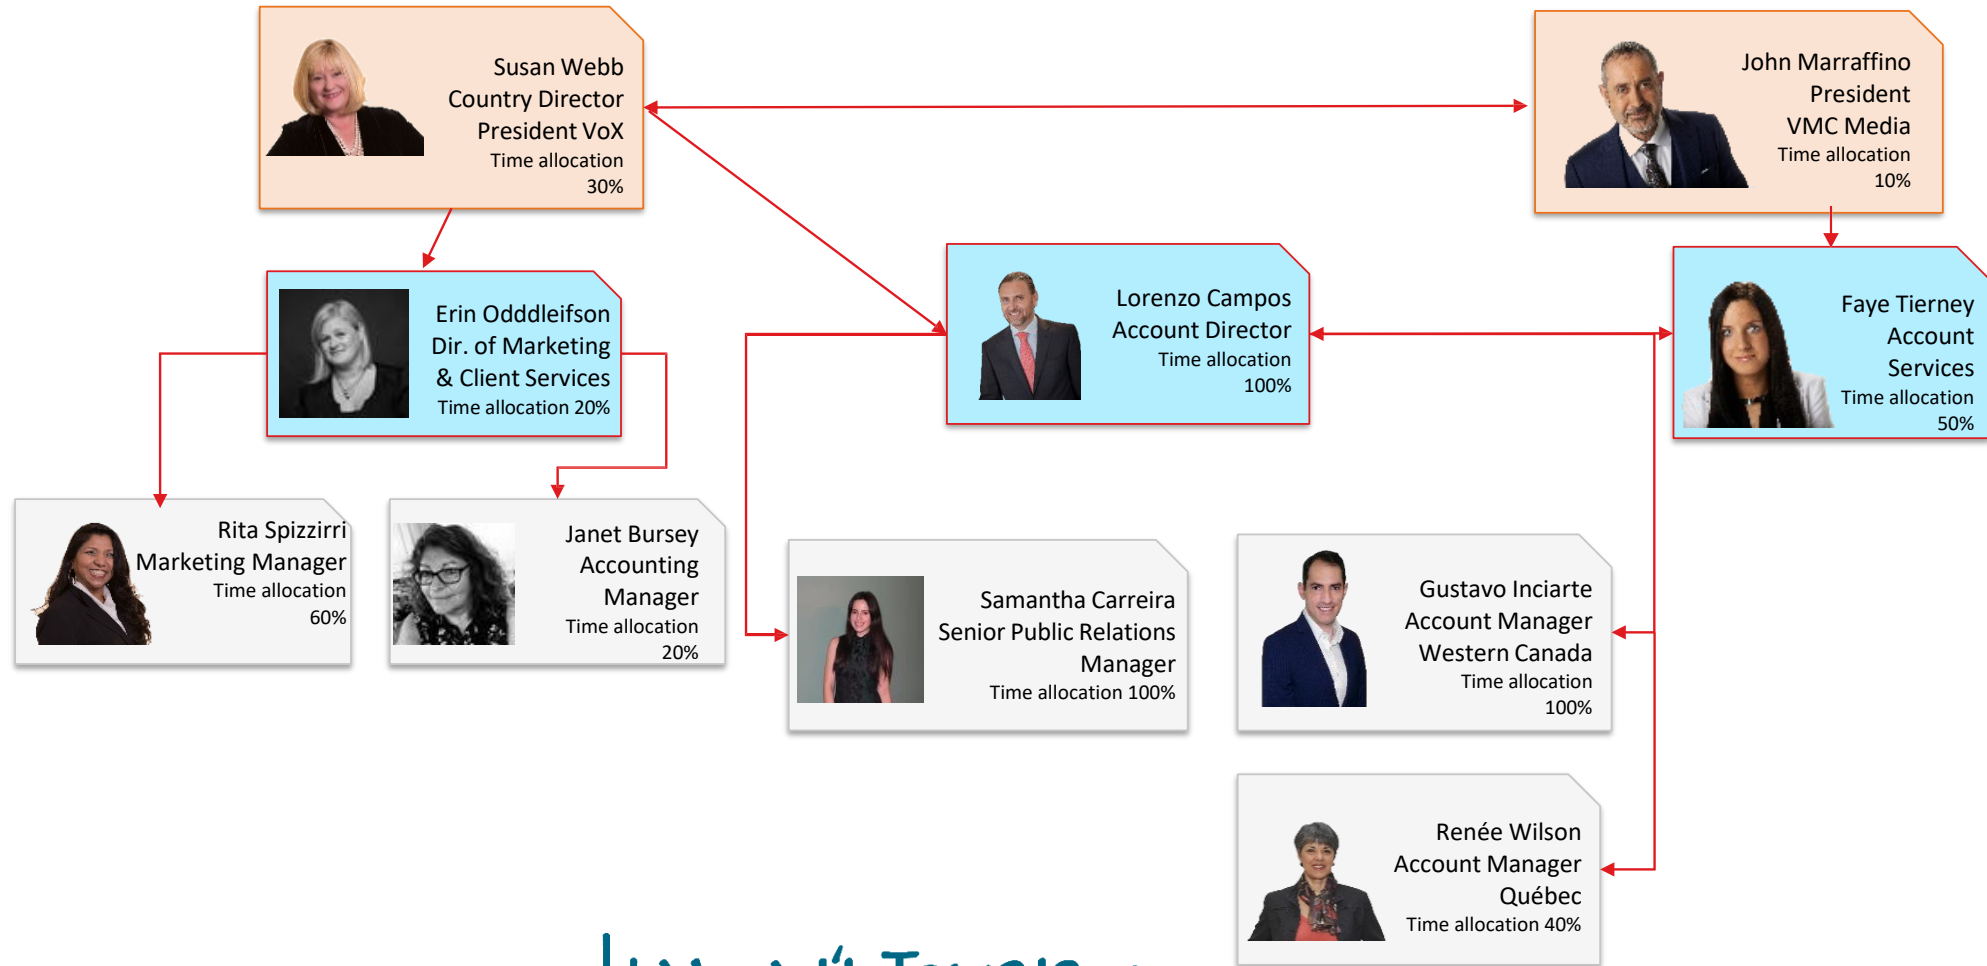 Susan Webb
Country Director
President VoX
Time allocation
30%
John Marraffino
President
VMC Media
Time allocation
10%
Erin Odddleifson
Dir. of Marketing
& Client Services
Time allocation 20%
Lorenzo Campos
Account Director
Time allocation
100%
Faye Tierney
Account
Services
Time allocation
50%
Rita Spizzirri
Marketing Manager
Time allocation
60%
Janet Bursey
Accounting
Manager
Time allocation
20%
Samantha Carreira
Senior Public Relations
Manager
Time allocation 100%
Gustavo Inciarte
Account Manager
Western Canada
Time allocation
100%
Renée Wilson
Account Manager
Québec
Time allocation 40%